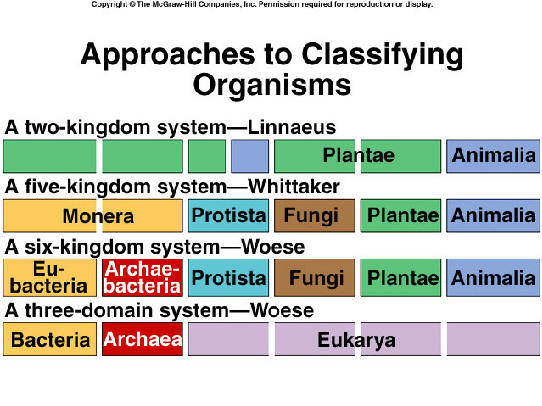 Copyright © The McGraw-Hill Companies, Inc. Permission required for reproduction or display.
Approaches to Classifying
Organisms
A two-kingdom system—Linnaeus
Plantae Animalia
A five-kingdom system—Whittaker
Monera Protista Fungi Plantae Animalia
A six-kingdom system—Woese
Eu- Archae-
bacteria bacteria Protista Fungi Plantae Animalia
A three-domain system—Woese
Bacteria Archaea Eukarya